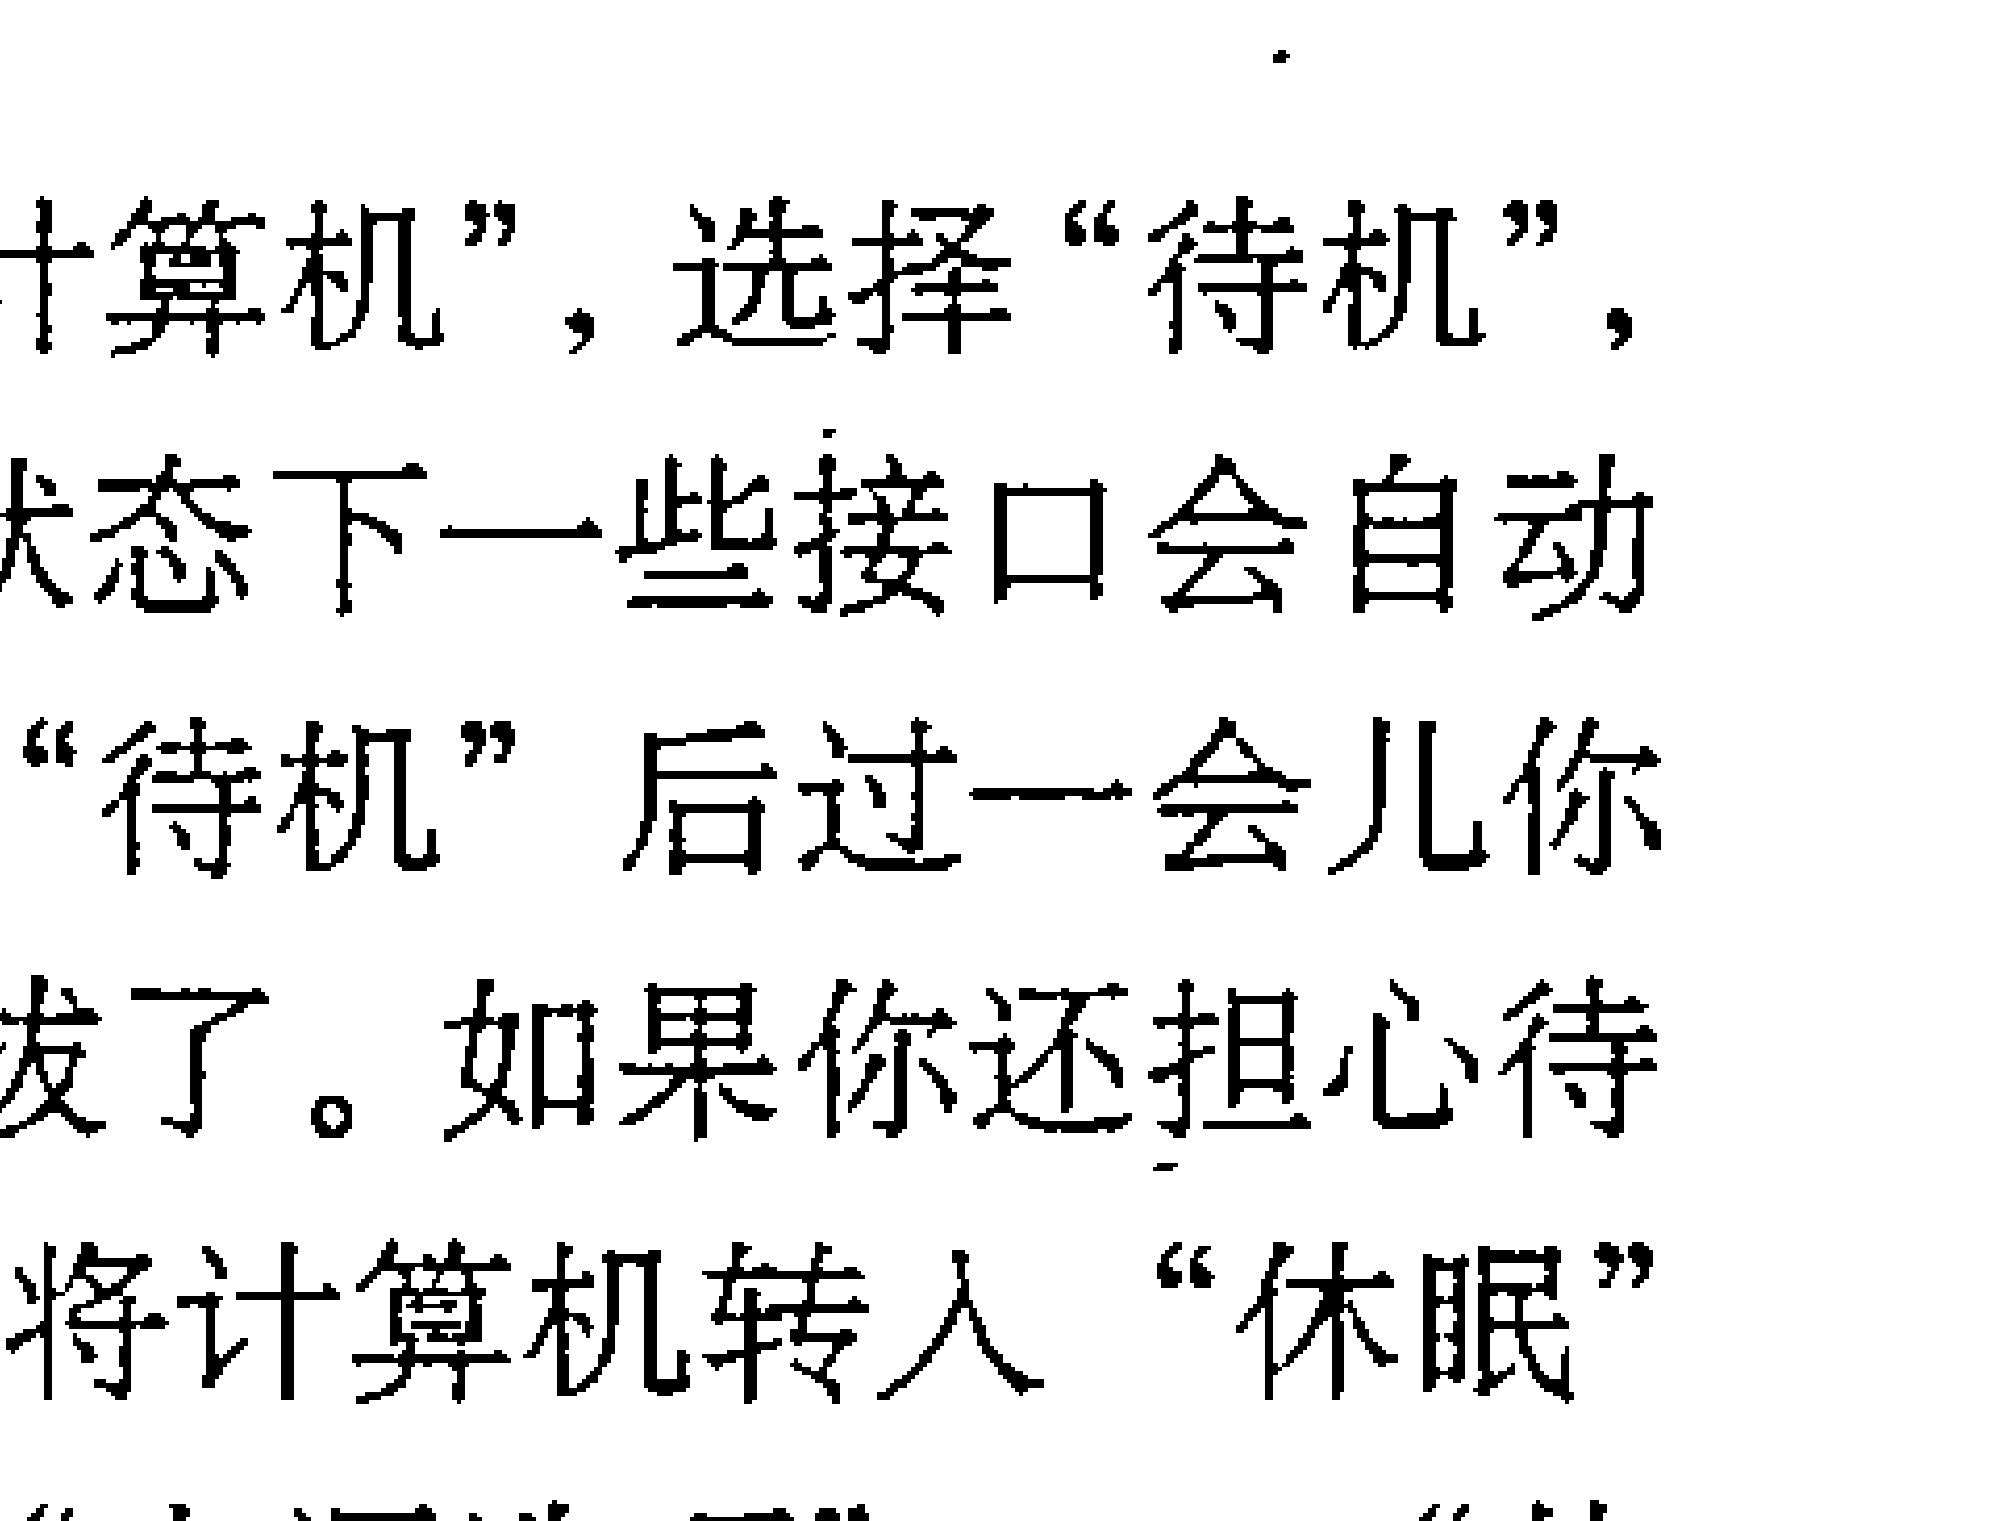 计算机”，选择“待机”，
状态下一些接口会自动
“待机”后过一会儿你
拔了。如果你还担心待
将计算机转入“休眠”